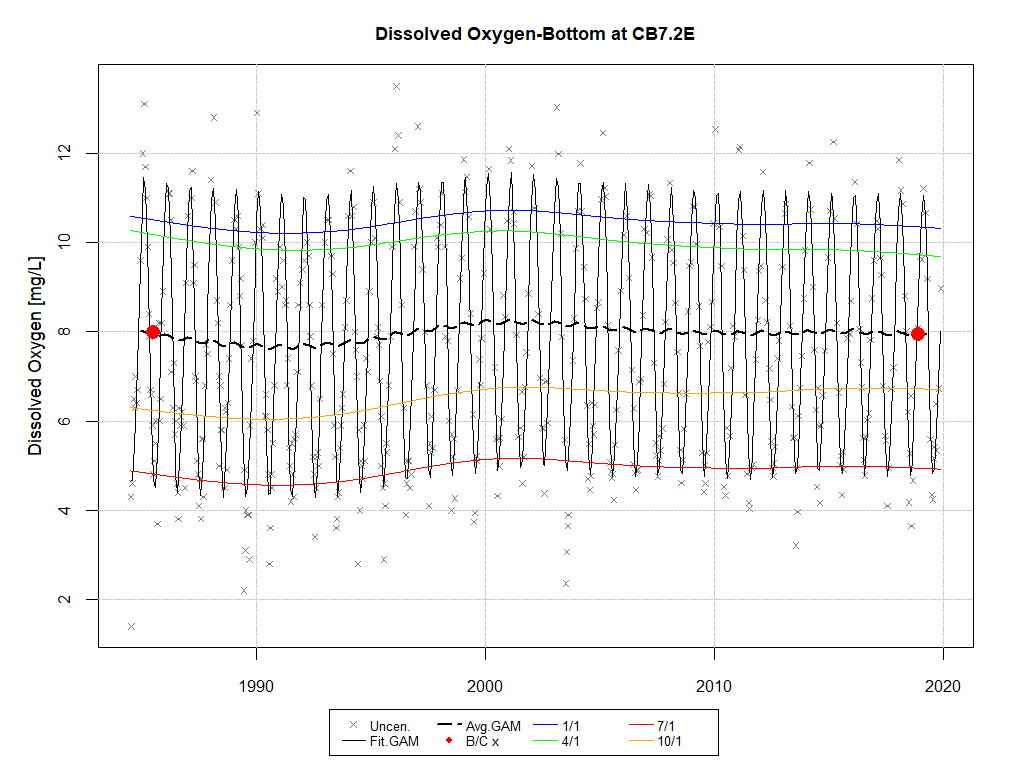 Dissolved Oxygen-Bottom at CB7.2E
Dissolved Oxygen [mg/L]
12
10
8
6
4
2
1990 2000 2010 2020
Uncen. Avg.GAM 1/1 7/1
Fit.GAM B/C x 4/1 10/1